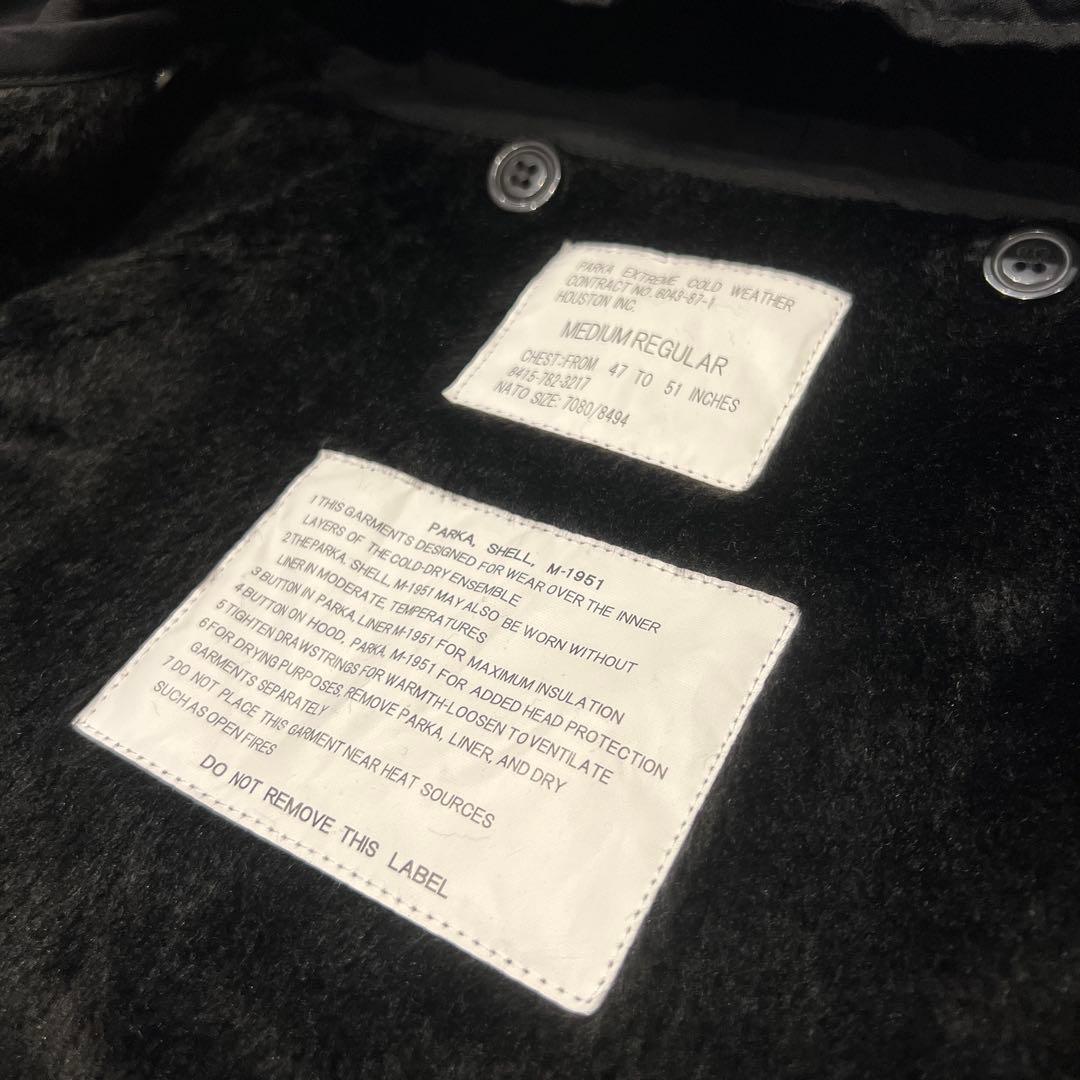 PARKA EXTREME COLD WEATHER
CONTRACT NO. 6043-87-1
HOUSTON INC.
MEDIUM REGULAR
CHEST:FROM 47 TO 51 INCHES
8415-782-3217
NATO SIZE: 7080/8494
PARKA, SHELL, M-1951
1 THIS GARMENTS DESIGNED FOR WEAR OVER THE INNER
LAYERS OF THE COLD-DRY ENSEMBLE
2 THE PARKA, SHELL, M-1951 MAY ALSO BE WORN WITHOUT
LINER IN MODERATE, TEMPERATURES
3 BUTTON IN PARKA, LINER M-1951 FOR MAXIMUM INSULATION
4 BUTTON ON HOOD, PARKA, M-1951 FOR ADDED HEAD PROTECTION
5 TIGHTEN DRAWSTRINGS FOR WARMTH-LOOSEN TO VENTILATE
6 FOR DRYING PURPOSES, REMOVE PARKA, LINER, AND DRY
GARMENTS SEPARATELY
7 DO NOT PLACE THIS GARMENT NEAR HEAT SOURCES
SUCH AS OPEN FIRES
DO NOT REMOVE THIS LABEL